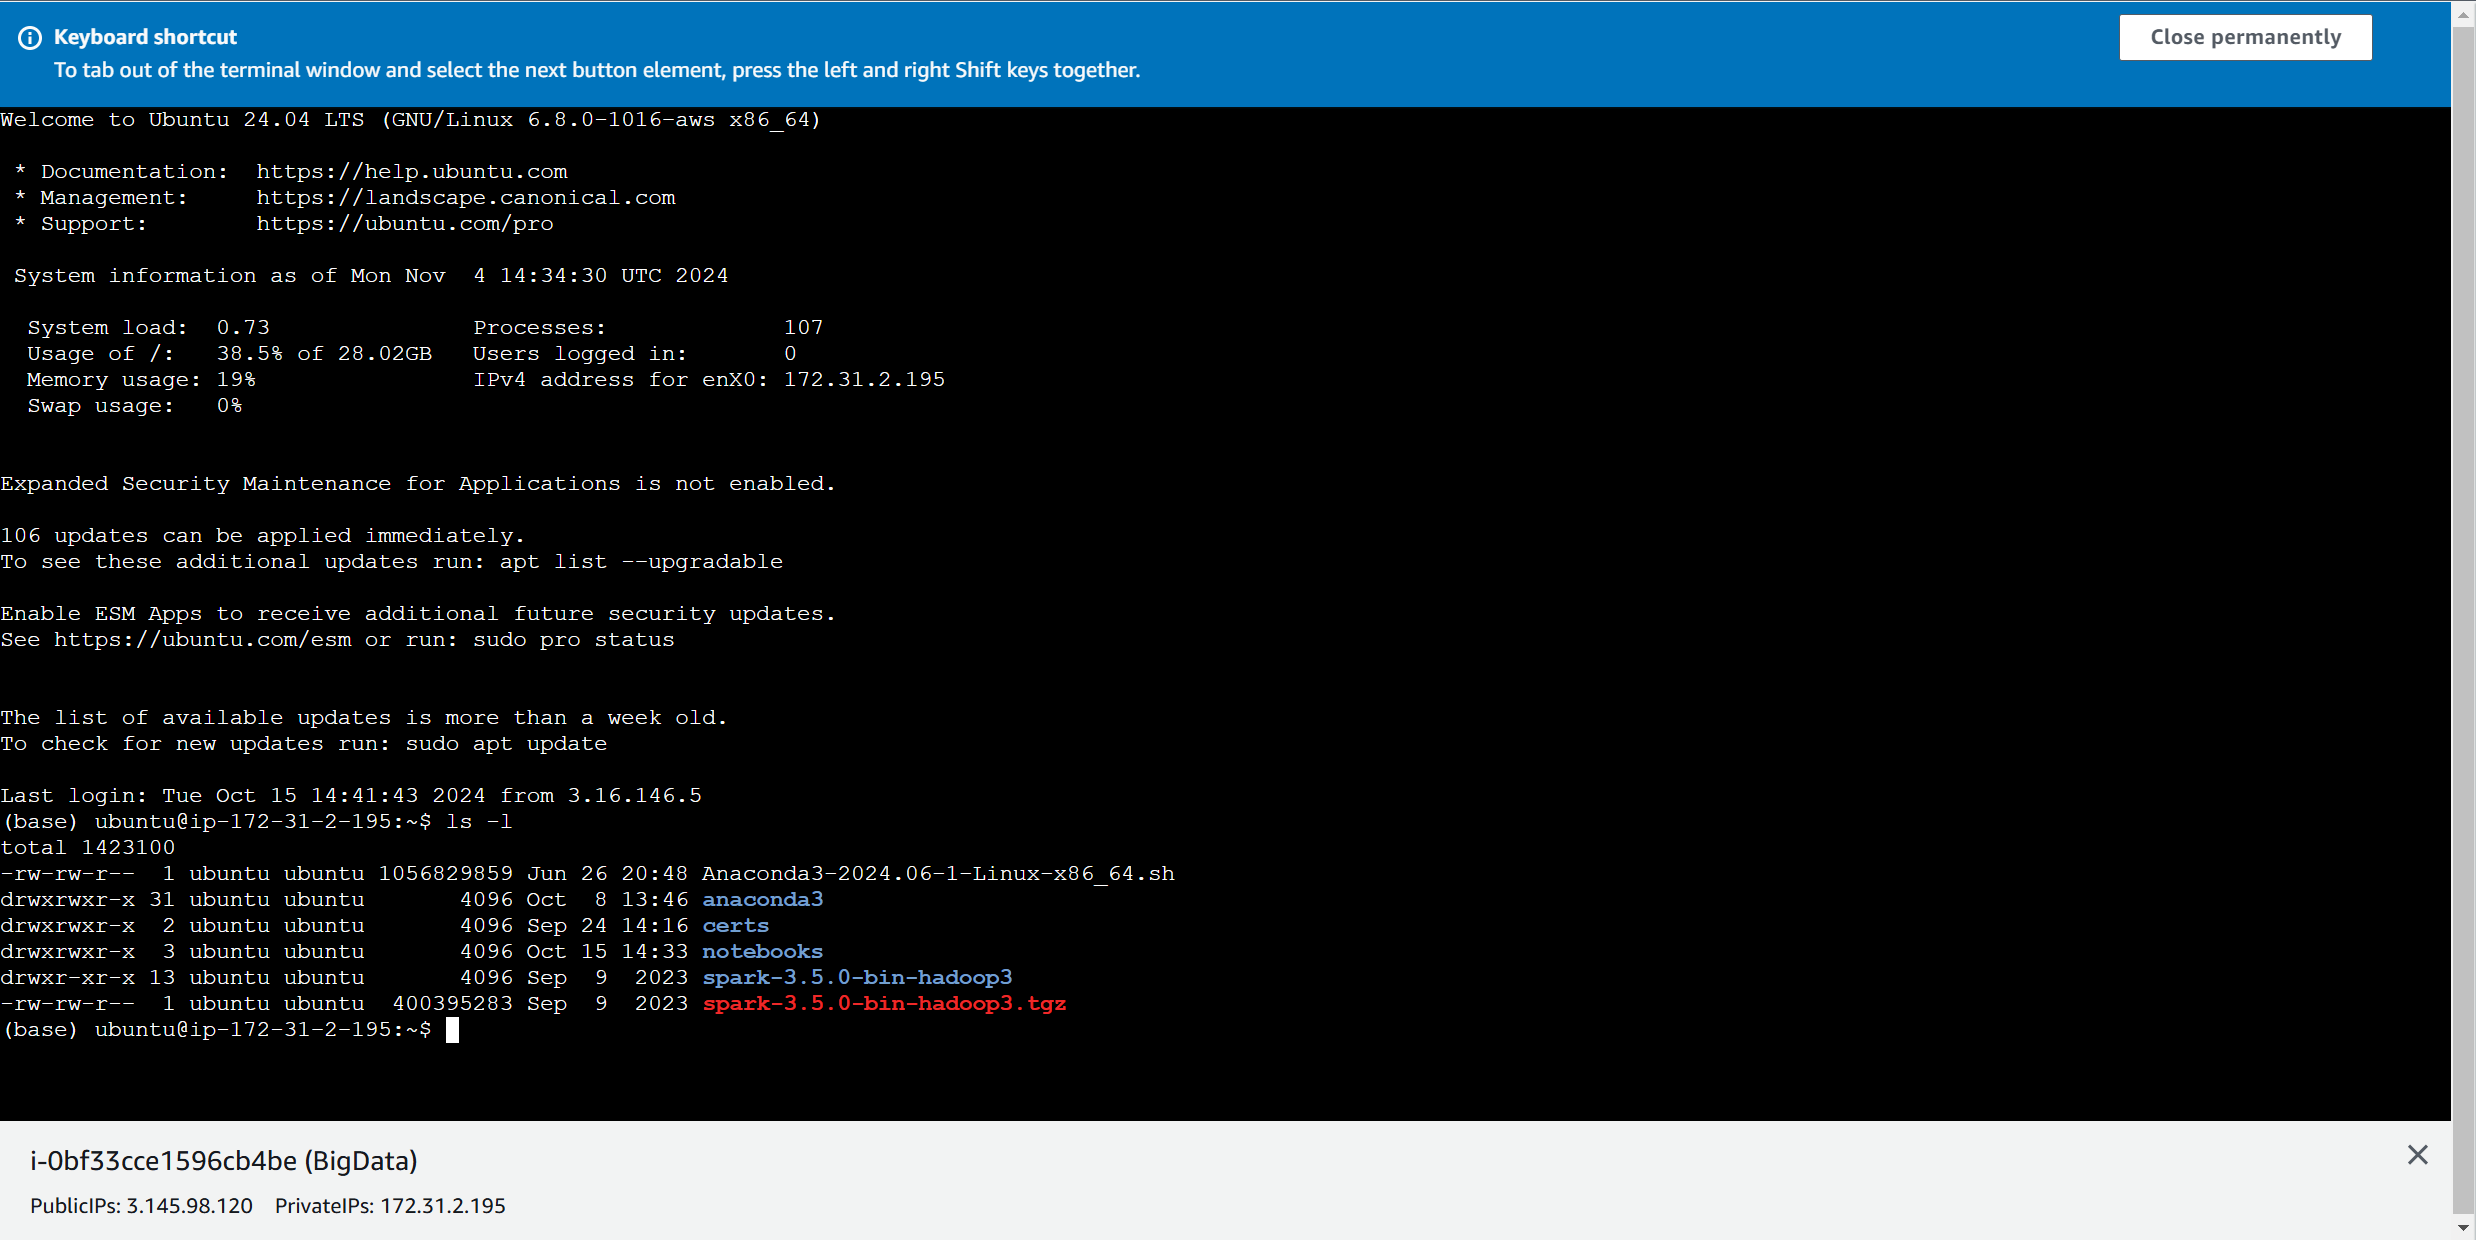 Keyboard shortcut
Close permanently
To tab out of the terminal window and select the next button element, press the left and right Shift keys together.
Welcome to Ubuntu 24.04 LTS (GNU/Linux 6.8.0-1016-aws x86_64)
* Documentation:  https://help.ubuntu.com
* Management:     https://landscape.canonical.com
* Support:        https://ubuntu.com/pro
System information as of Mon Nov  4 14:34:30 UTC 2024
System load:  0.73               Processes:             107
Usage of /:   38.5% of 28.02GB   Users logged in:       0
Memory usage: 19%                IPv4 address for enX0: 172.31.2.195
Swap usage:   0%
Expanded Security Maintenance for Applications is not enabled.
106 updates can be applied immediately.
To see these additional updates run: apt list --upgradable
Enable ESM Apps to receive additional future security updates.
See https://ubuntu.com/esm or run: sudo pro status
The list of available updates is more than a week old.
To check for new updates run: sudo apt update
Last login: Tue Oct 15 14:41:43 2024 from 3.16.146.5
(base) ubuntu@ip-172-31-2-195:~$ ls -l
total 1423100
-rw-rw-r--  1 ubuntu ubuntu 1056829859 Jun 26 20:48 Anaconda3-2024.06-1-Linux-x86_64.sh
drwxrwxr-x 31 ubuntu ubuntu       4096 Oct  8 13:46 anaconda3
drwxrwxr-x  2 ubuntu ubuntu       4096 Sep 24 14:16 certs
drwxrwxr-x  3 ubuntu ubuntu       4096 Oct 15 14:33 notebooks
drwxr-xr-x 13 ubuntu ubuntu       4096 Sep  9  2023 spark-3.5.0-bin-hadoop3
-rw-rw-r--  1 ubuntu ubuntu  400395283 Sep  9  2023 spark-3.5.0-bin-hadoop3.tgz
(base) ubuntu@ip-172-31-2-195:~$
i-0bf33cce1596cb4be (BigData)
PublicIPs: 3.145.98.120    PrivateIPs: 172.31.2.195